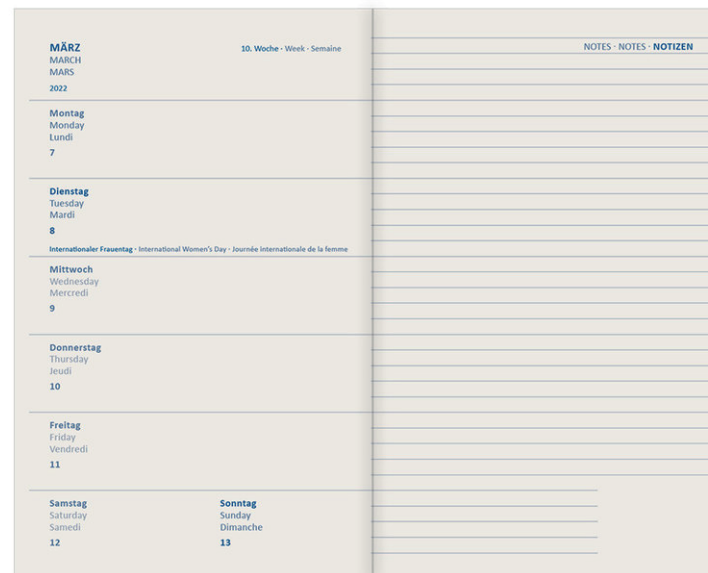 MÄRZ
MARCH
MARS
2022
10. Woche · Week · Semaine
Montag
Monday
Lundi
7
Dienstag
Tuesday
Mardi
8
Internationaler Frauentag · International Women's Day · Journée internationale de la femme
Mittwoch
Wednesday
Mercredi
9
Donnerstag
Thursday
Jeudi
10
Freitag
Friday
Vendredi
11
Samstag
Saturday
Samedi
12
Sonntag
Sunday
Dimanche
13
NOTES · NOTES · NOTIZEN